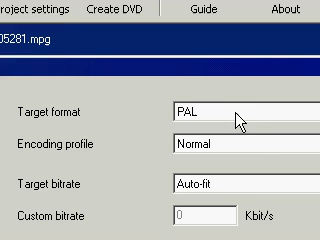 roject settings Create DVD Guide About
05281.mpg
Target format PAL
Encoding profile Normal
Target bitrate Auto-fit
Custom bitrate 0 Kbit/s